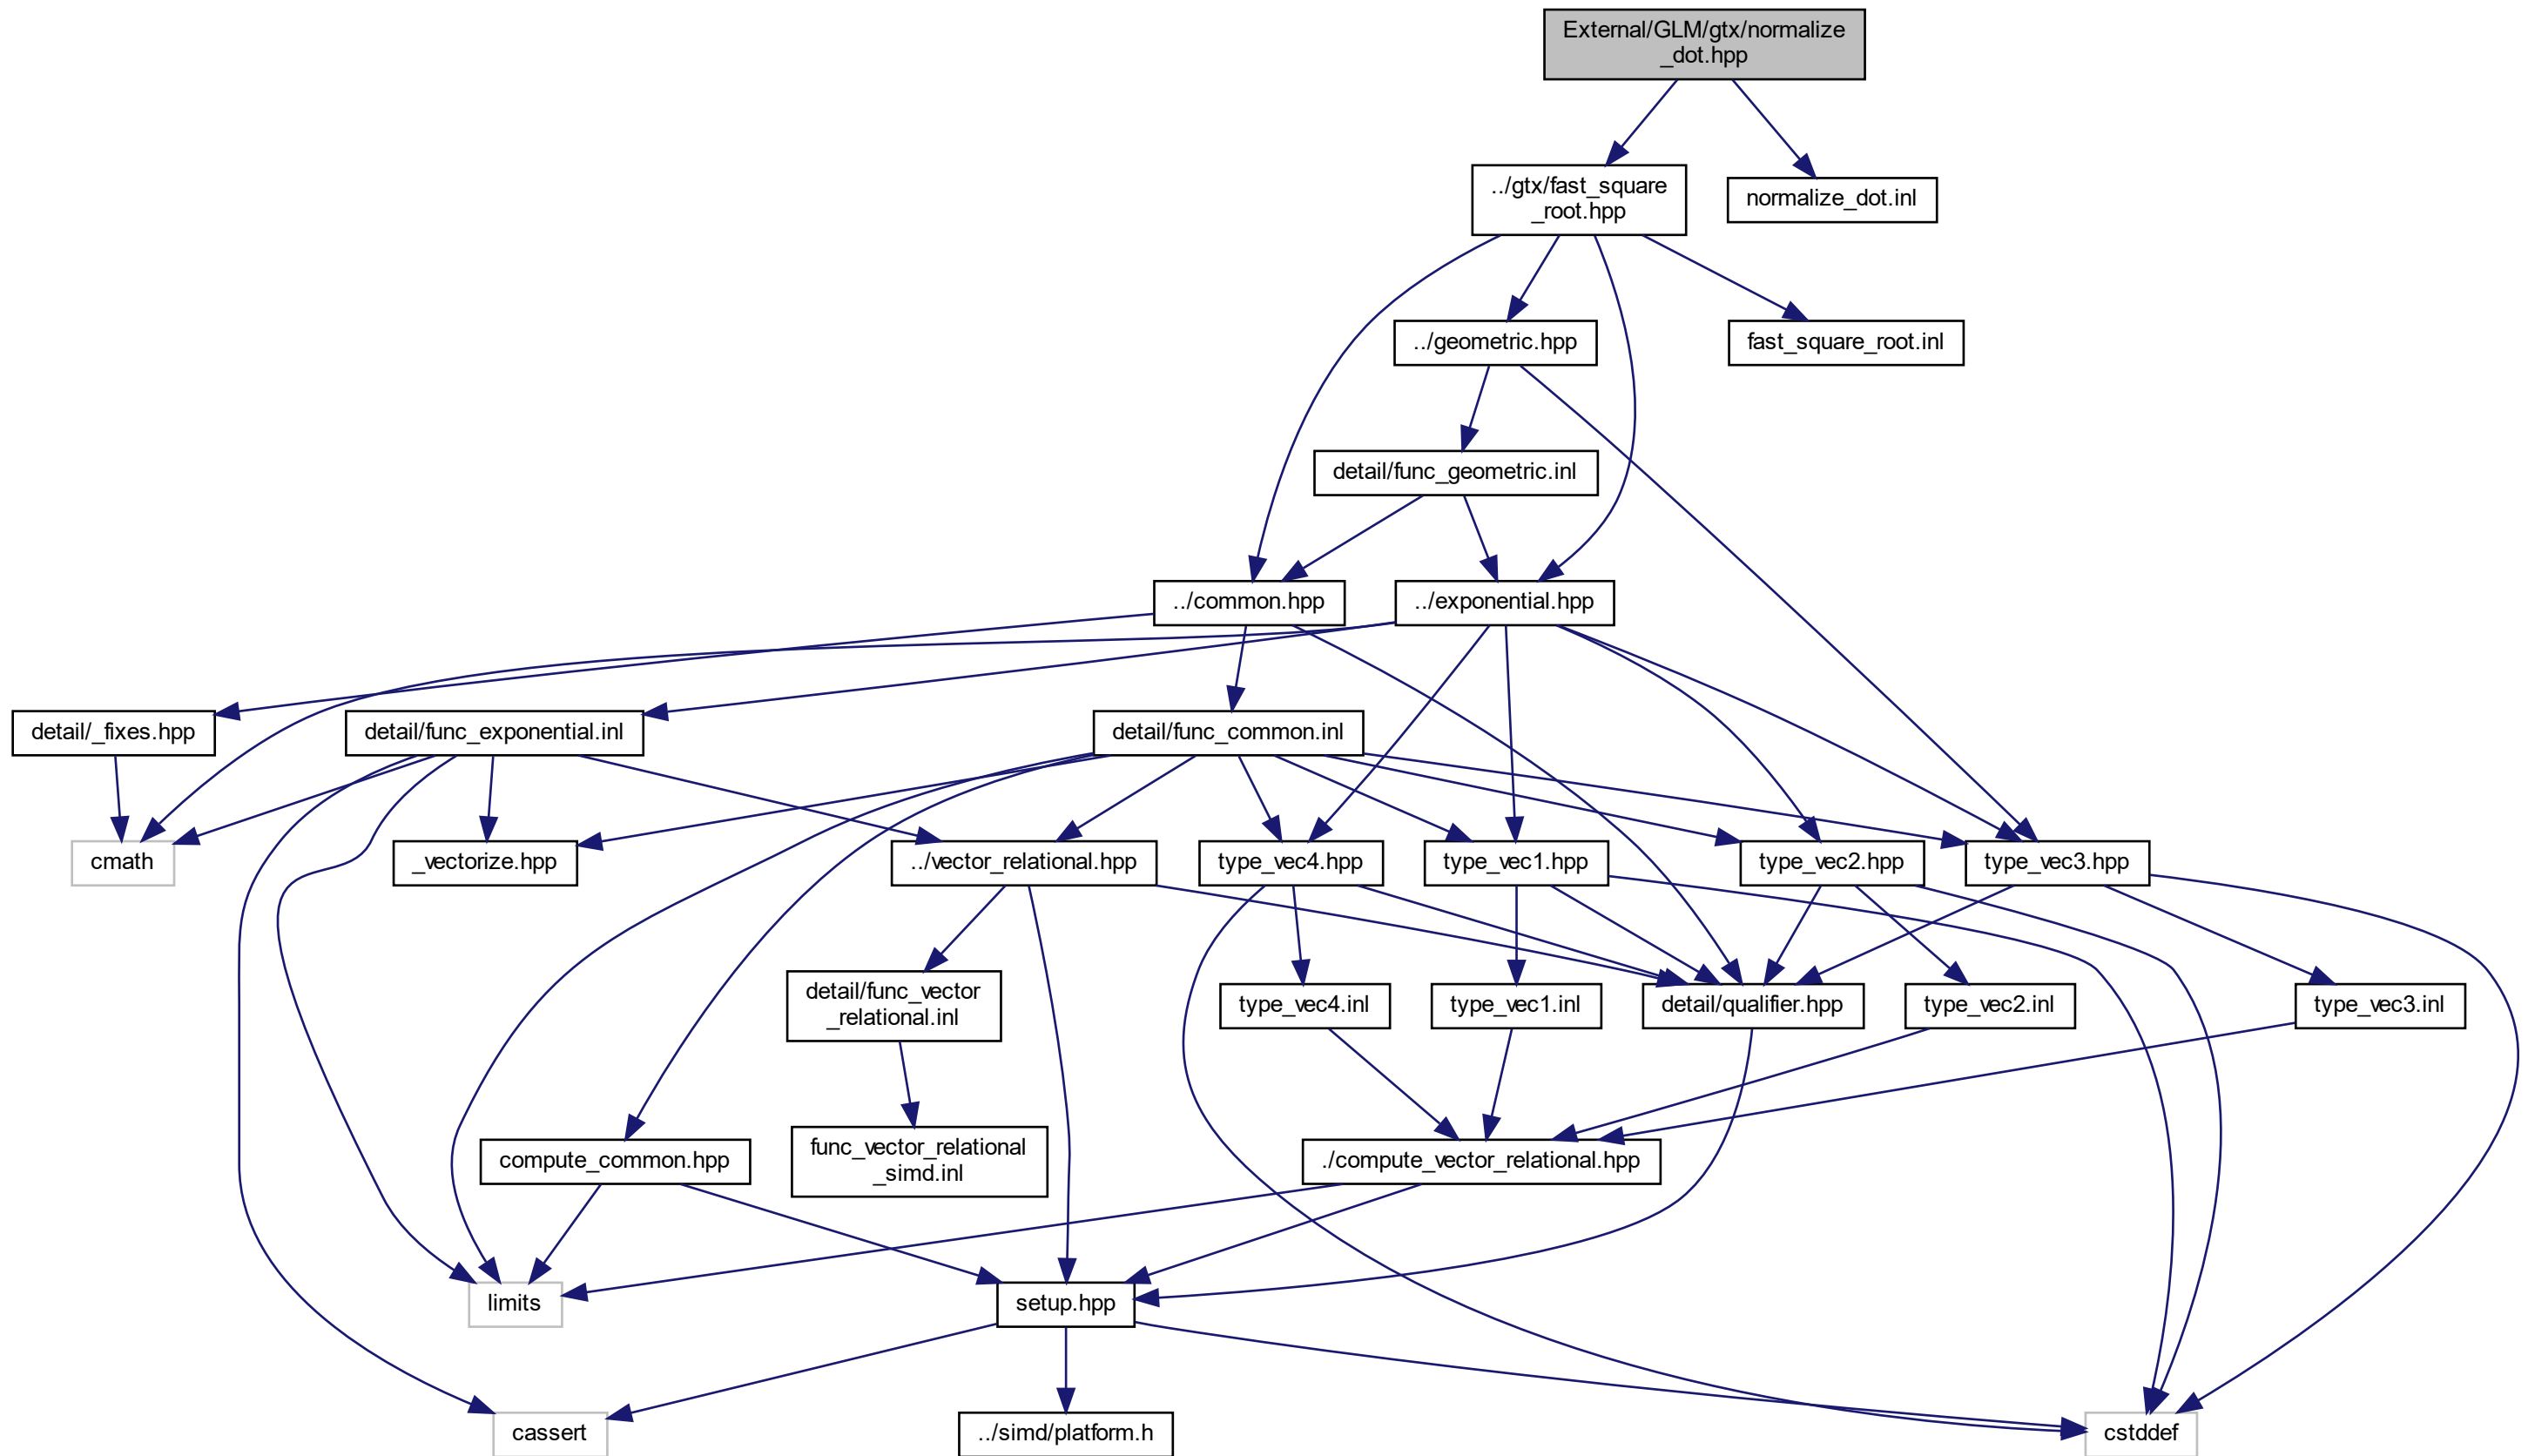 External/GLM/gtx/normalize
_dot.hpp
../gtx/fast_square
_root.hpp
normalize_dot.inl
../geometric.hpp
fast_square_root.inl
detail/func_geometric.inl
../common.hpp
../exponential.hpp
detail/_fixes.hpp
detail/func_exponential.inl
detail/func_common.inl
cmath
_vectorize.hpp
../vector_relational.hpp
type_vec4.hpp
type_vec1.hpp
type_vec2.hpp
type_vec3.hpp
detail/func_vector
_relational.inl
type_vec4.inl
type_vec1.inl
detail/qualifier.hpp
type_vec2.inl
type_vec3.inl
compute_common.hpp
func_vector_relational
_simd.inl
./compute_vector_relational.hpp
limits
setup.hpp
cassert
../simd/platform.h
cstddef